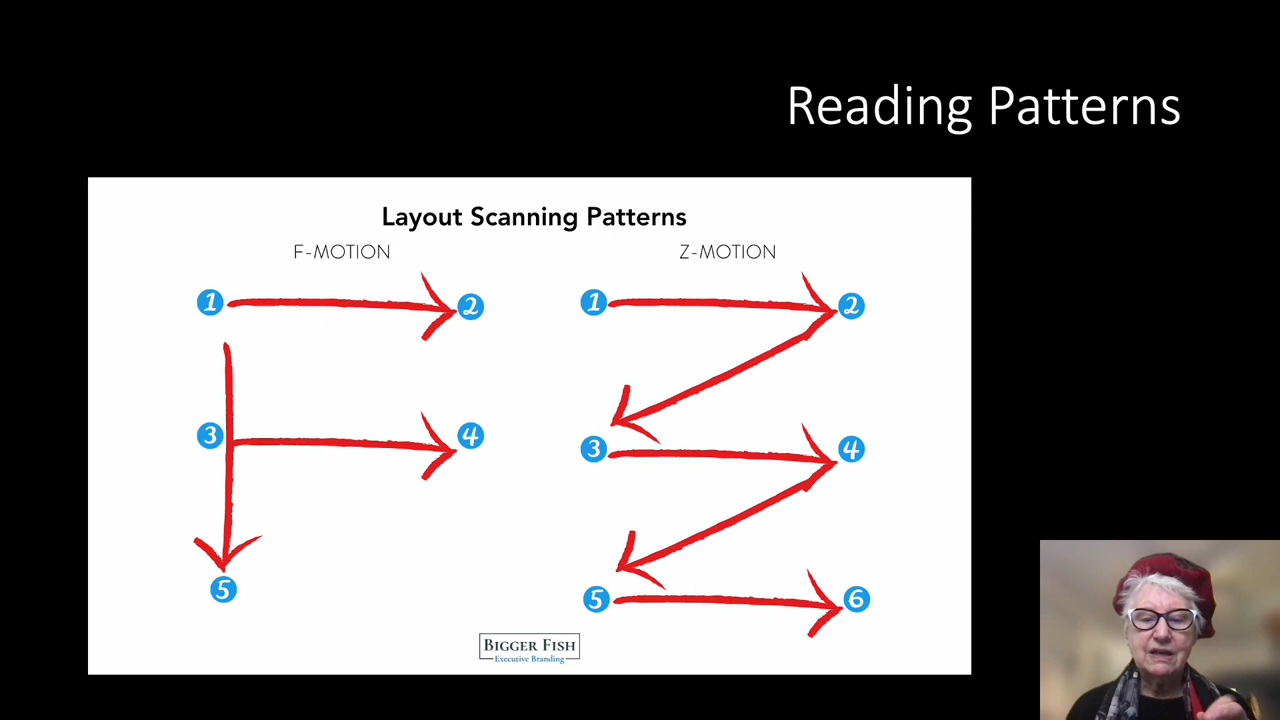 Reading Patterns
Layout Scanning Patterns
F-MOTION
Z-MOTION
1
2
3
4
5
1
2
3
4
5
6
BIGGER FISH
Executive Branding